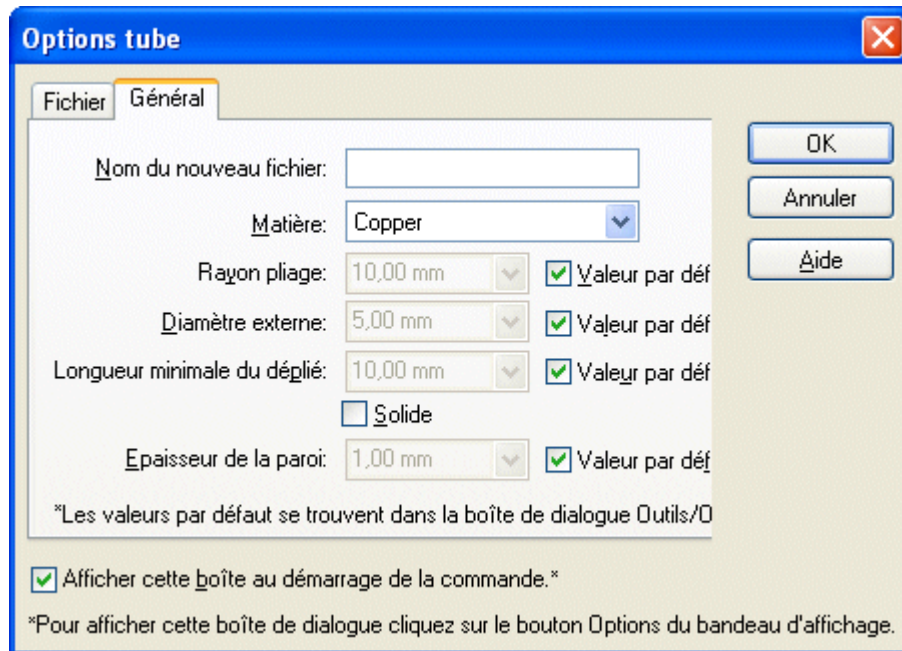 Options tube
Fichier Général
Nom du nouveau fichier:
Matière: Copper
Rayon pliage: 10,00 mm Valeur par déf
Diamètre externe: 5,00 mm Valeur par déf
Longueur minimale du déplié: 10,00 mm Valeur par déf
Solide
Epaisseur de la paroi: 1,00 mm Valeur par déf
*Les valeurs par défaut se trouvent dans la boîte de dialogue Outils/O
OK
Annuler
Aide
Afficher cette boîte au démarrage de la commande.*
*Pour afficher cette boîte de dialogue cliquez sur le bouton Options du bandeau d'affichage.